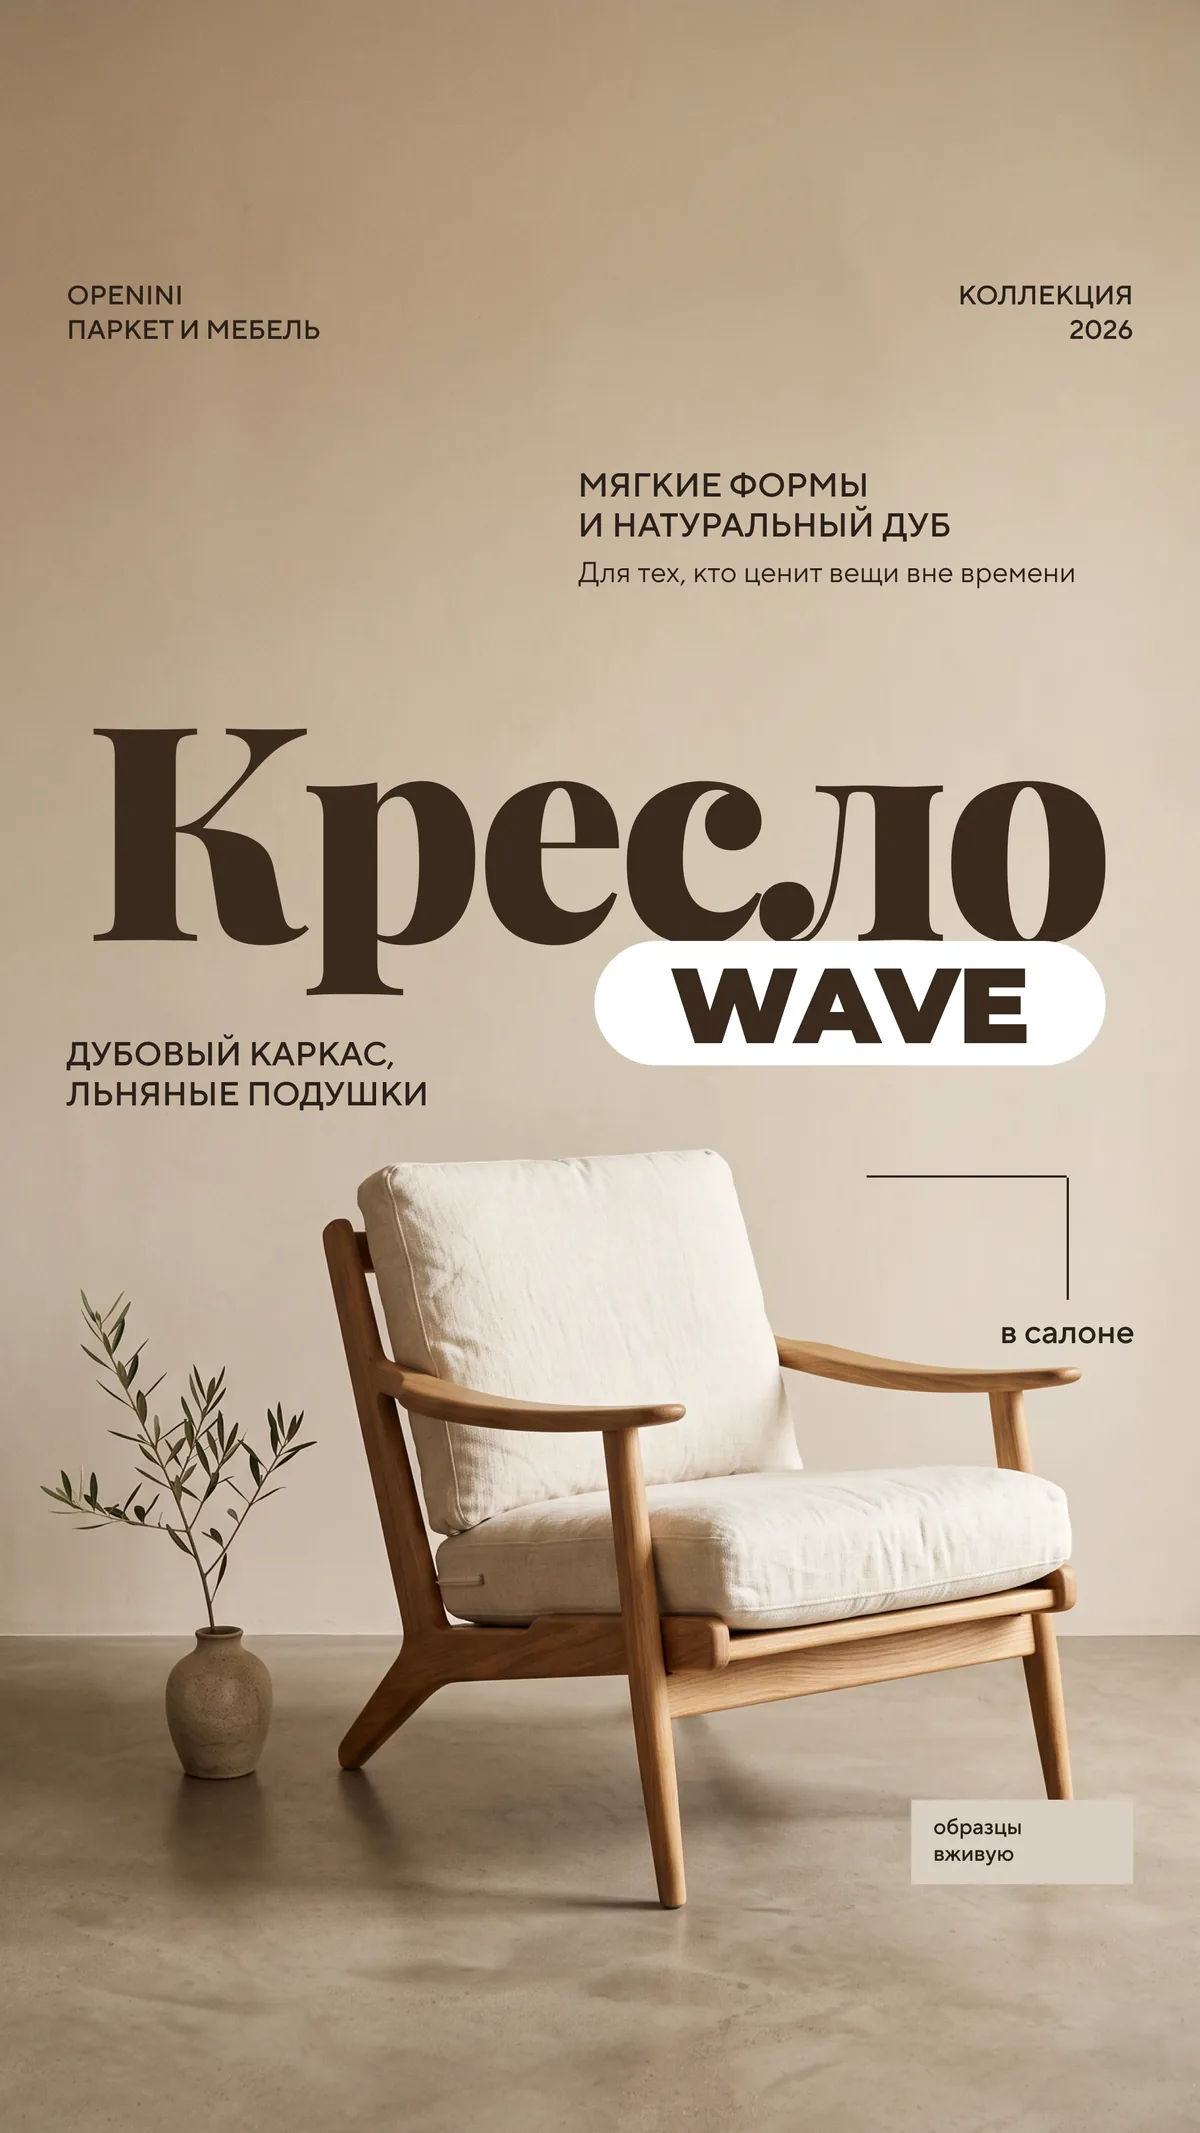 OPENINI
ПАРКЕТ И МЕБЕЛЬ
КОЛЛЕКЦИЯ
2026
МЯГКИЕ ФОРМЫ
И НАТУРАЛЬНЫЙ ДУБ
Для тех, кто ценит вещи вне времени
Кресло
WAVE
ДУБОВЫЙ КАРКАС,
ЛЬНЯНЫЕ ПОДУШКИ
в салоне
образцы
вживую